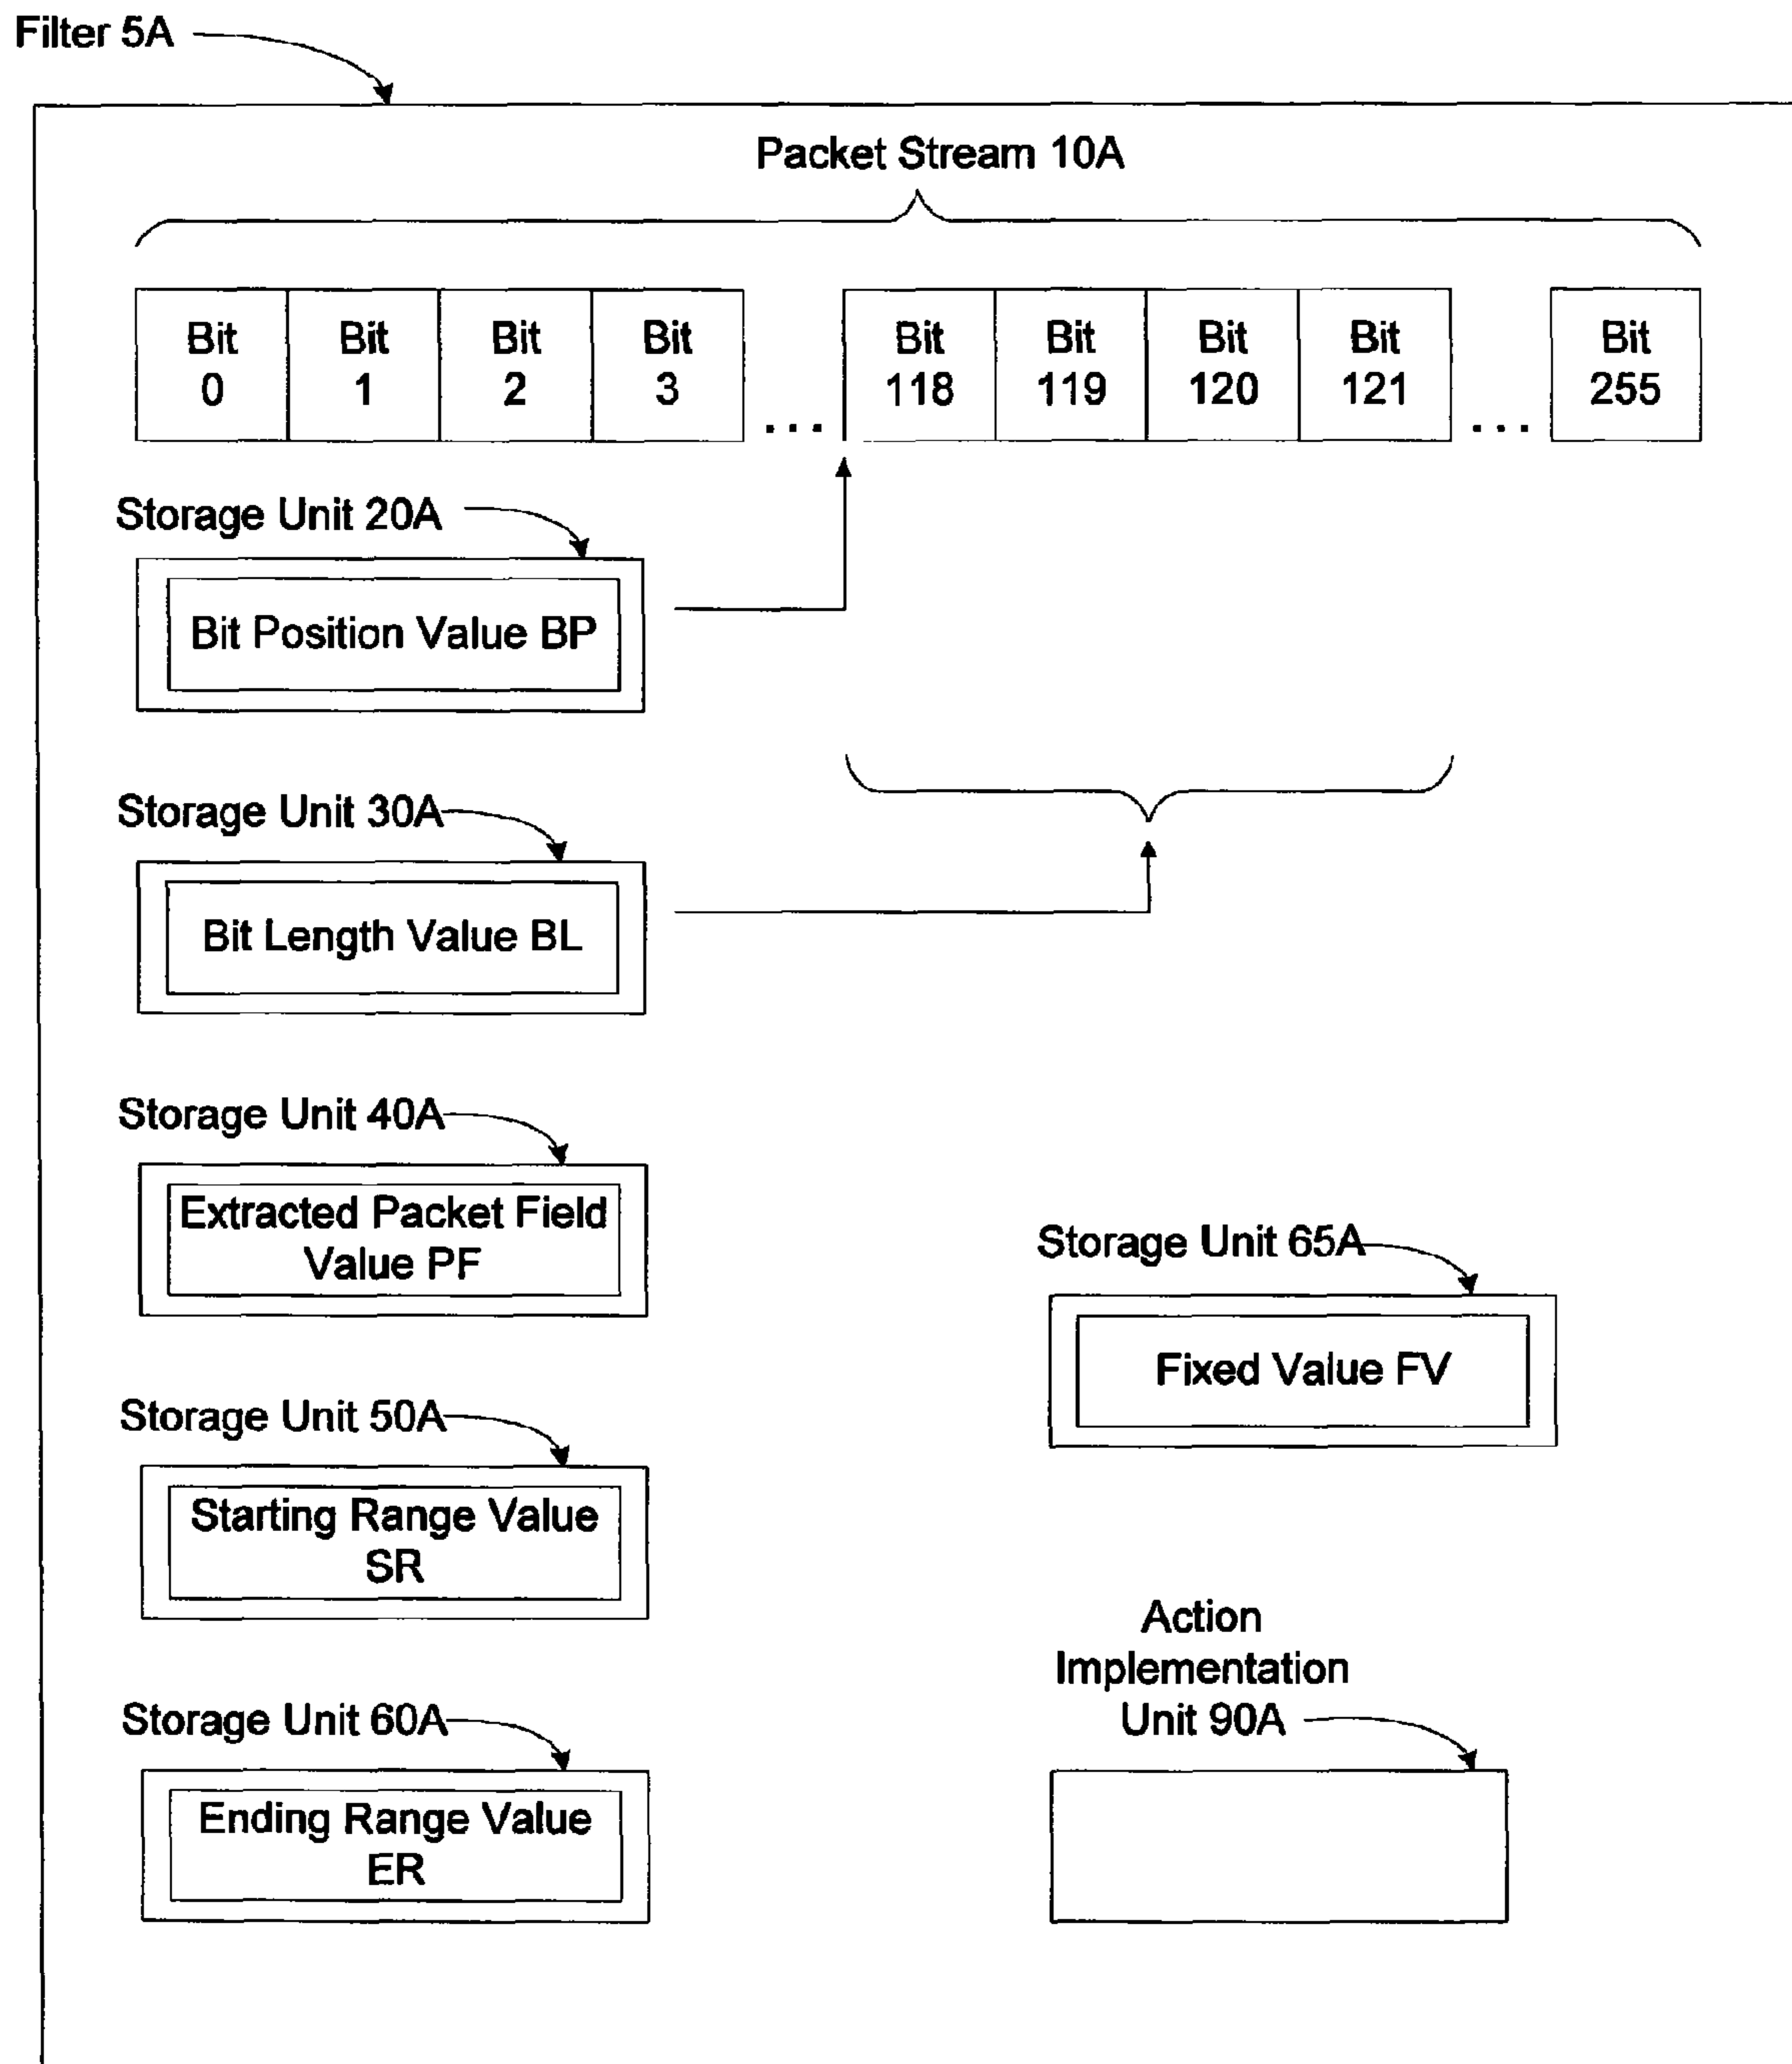 Filter 5A
Packet Stream 10A
Bit 0
Bit 1
Bit 2
Bit 3
...
Bit 118
Bit 119
Bit 120
Bit 121
...
Bit 255
Storage Unit 20A
Bit Position Value BP
Storage Unit 30A
Bit Length Value BL
Storage Unit 40A
Extracted Packet Field
Value PF
Storage Unit 65A
Fixed Value FV
Storage Unit 50A
Starting Range Value
SR
Action
Implementation
Unit 90A
Storage Unit 60A
Ending Range Value
ER